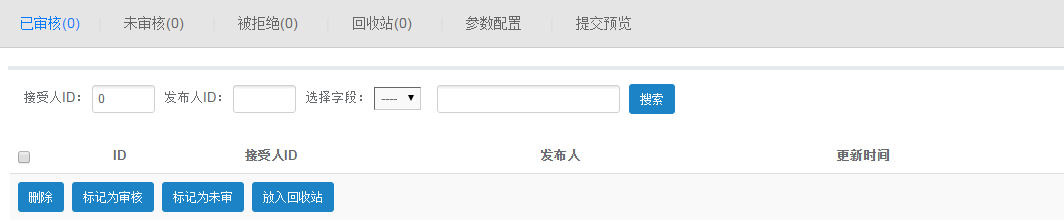 已审核(0) 未审核(0) 被拒绝(0) 回收站(0) 参数配置 提交预览
接受人ID： 0 发布人ID： 选择字段： ---- 搜索
ID 接受人ID 发布人 更新时间
删除 标记为审核 标记为未审 放入回收站